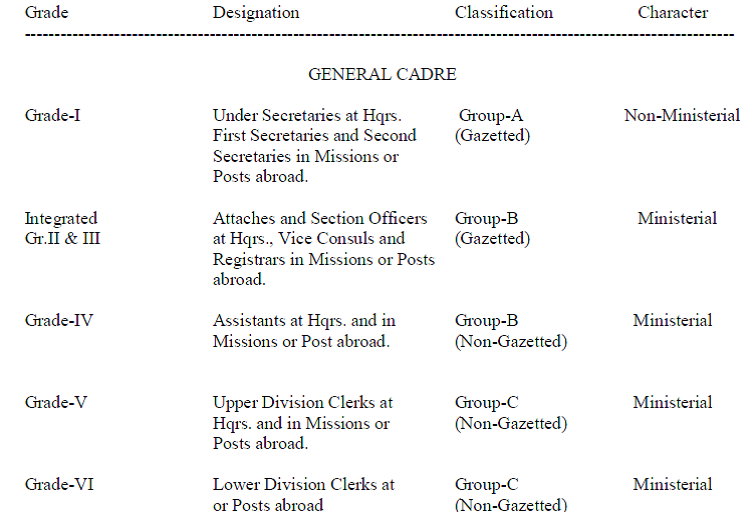 Grade Designation Classification Character
--------------------------------------------------------------------------------------------------------------
GENERAL CADRE
Grade-I Under Secretaries at Hqrs. Group-A Non-Ministerial
First Secretaries and Second (Gazetted)
Secretaries in Missions or
Posts abroad.
Integrated Attaches and Section Officers Group-B Ministerial
Gr.II & III at Hqrs., Vice Consuls and (Gazetted)
Registrars in Missions or Posts
abroad.
Grade-IV Assistants at Hqrs. and in Group-B Ministerial
Missions or Post abroad. (Non-Gazetted)
Grade-V Upper Division Clerks at Group-C Ministerial
Hqrs. and in Missions or (Non-Gazetted)
Posts abroad.
Grade-VI Lower Division Clerks at Group-C Ministerial
or Posts abroad (Non-Gazetted)